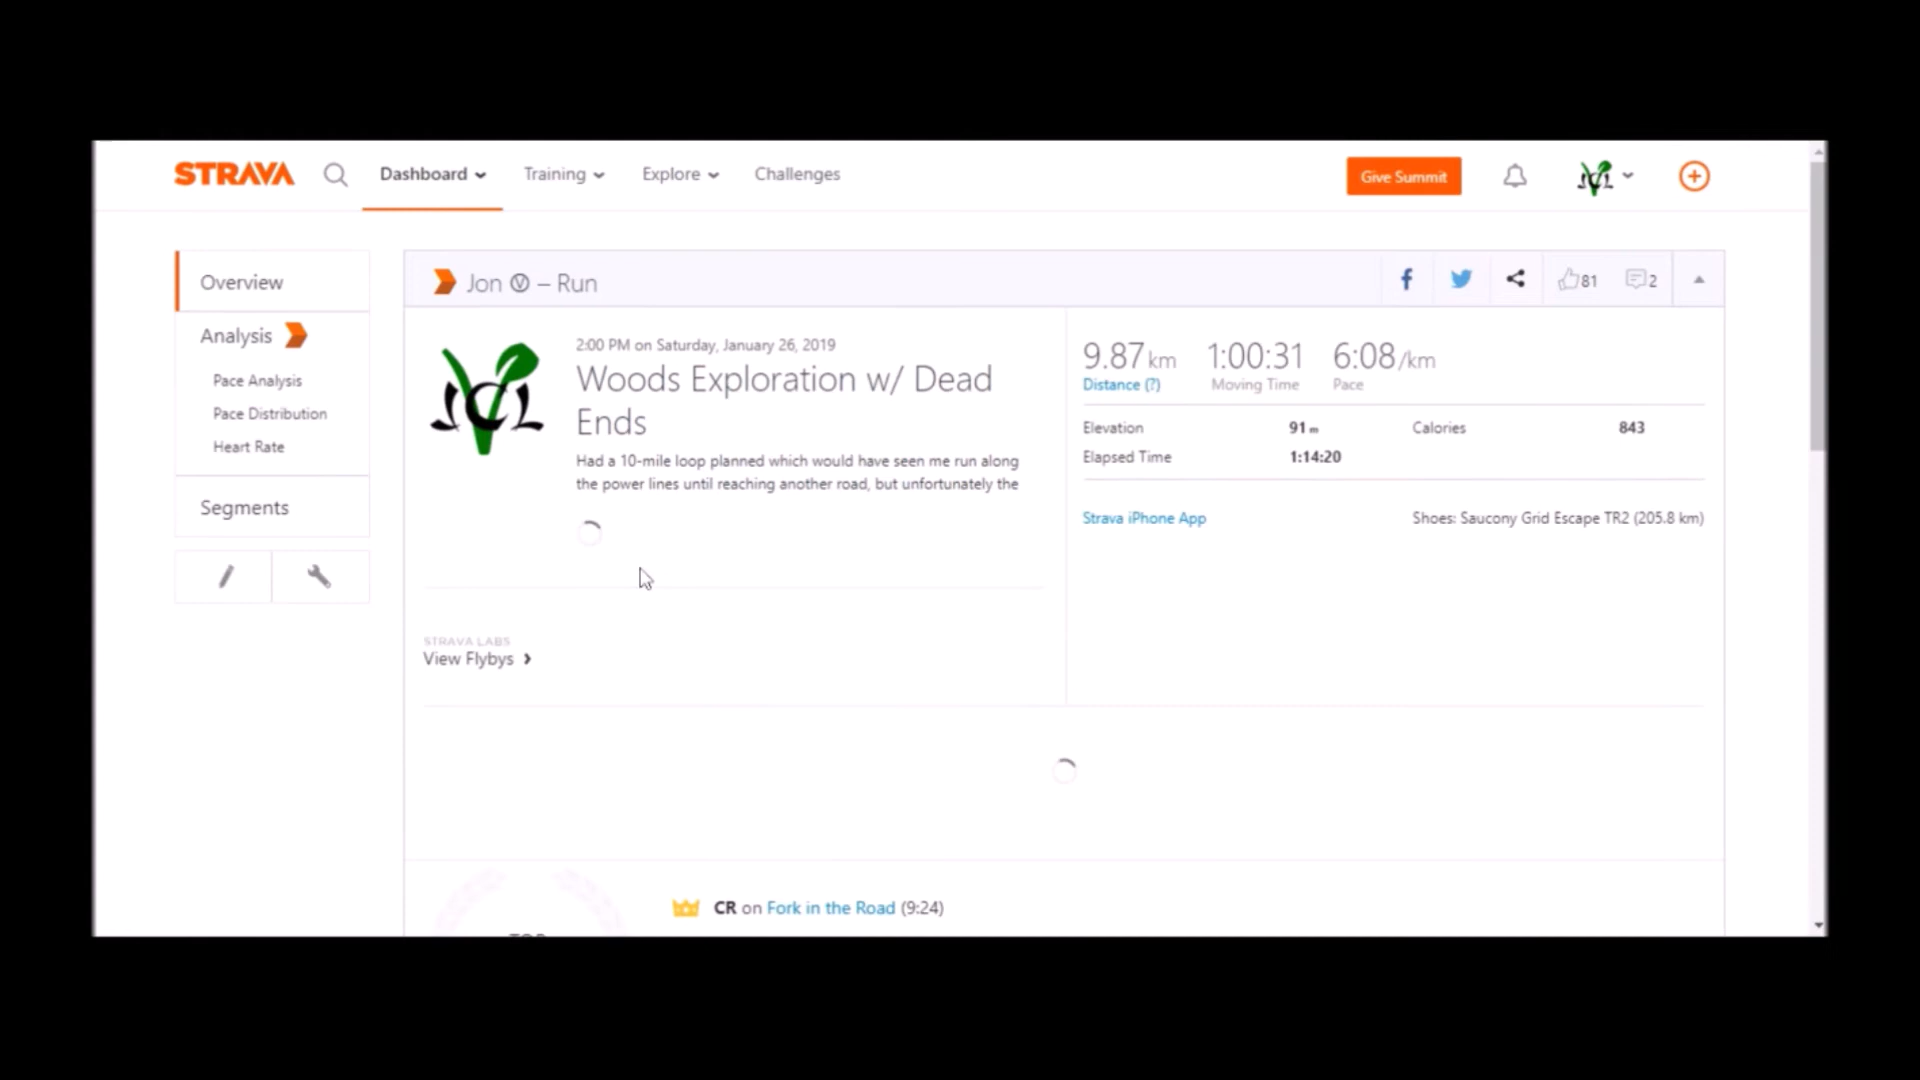 STRAVA Dashboard Training Explore Challenges Give Summit
Overview
Analysis
Pace Analysis
Pace Distribution
Heart Rate
Segments
Jon Ⓥ – Run
81
2
2:00 PM on Saturday, January 26, 2019
Woods Exploration w/ Dead
Ends
Had a 10-mile loop planned which would have seen me run along
the power lines until reaching another road, but unfortunately the
STRAVA LABS
View Flybys
9.87 km 1:00:31 6:08 /km
Distance (?) Moving Time Pace
Elevation 91 m Calories 843
Elapsed Time 1:14:20
Strava iPhone App Shoes: Saucony Grid Escape TR2 (205.8 km)
CR on Fork in the Road (9:24)